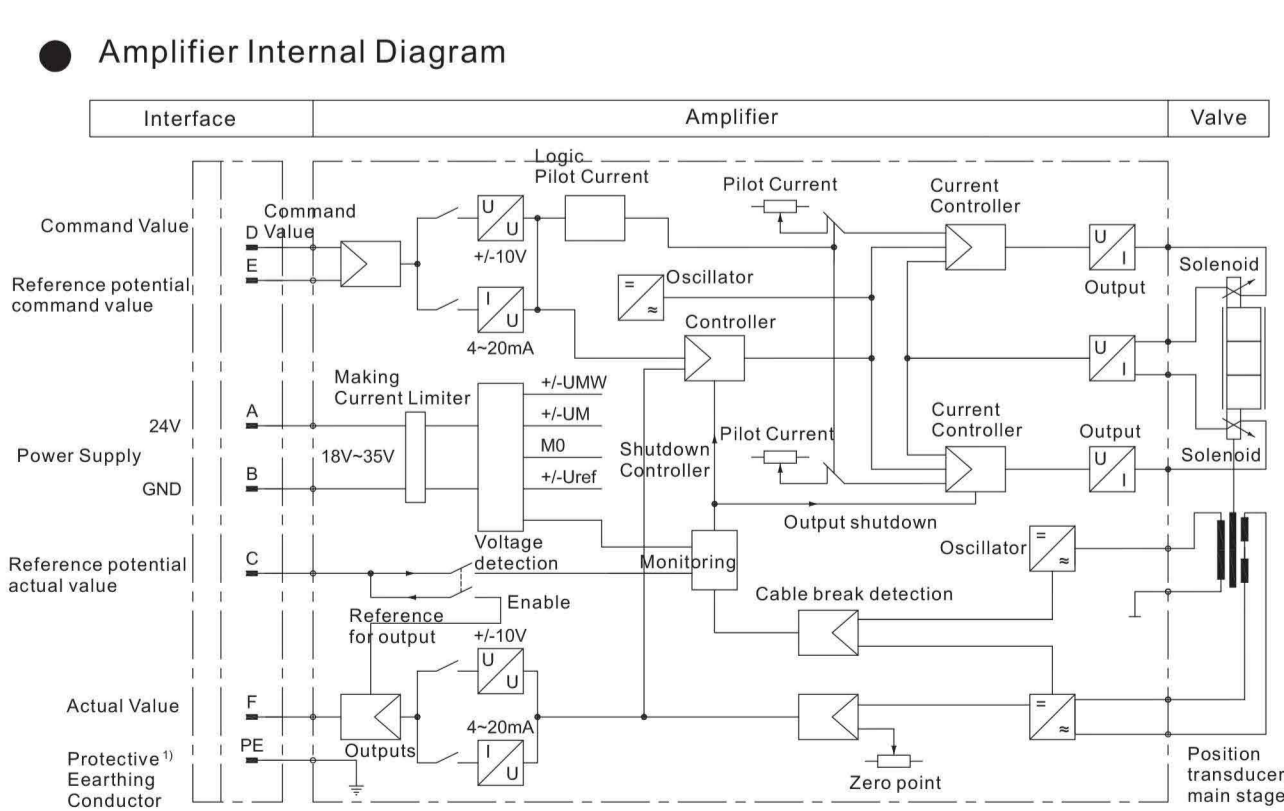 Amplifier Internal Diagram
Interface
Amplifier
Valve
Logic
Pilot Current
Pilot Current
Current
Controller
Command Value
Command
Value
D
E
U
U
+/-10V
Reference potential
command value
Oscillator
=
≈
U
I
Output
Solenoid
I
U
4~20mA
Controller
U
I
Making
Current Limiter
+/-UMW
+/-UM
M0
+/-Uref
24V
A
Power Supply
18V~35V
GND
B
Shutdown
Controller
Pilot Current
Current
Controller
Output
U
I
Solenoid
Output shutdown
Reference potential
actual value
C
Voltage
detection
Monitoring
Oscillator
=
≈
Enable
Reference
for output
Cable break detection
+/-10V
U
U
Actual Value
F
Outputs
4~20mA
I
U
=
≈
Zero point
PE
Protective 1)
Eearthing
Conductor
Position
transducer
main stage